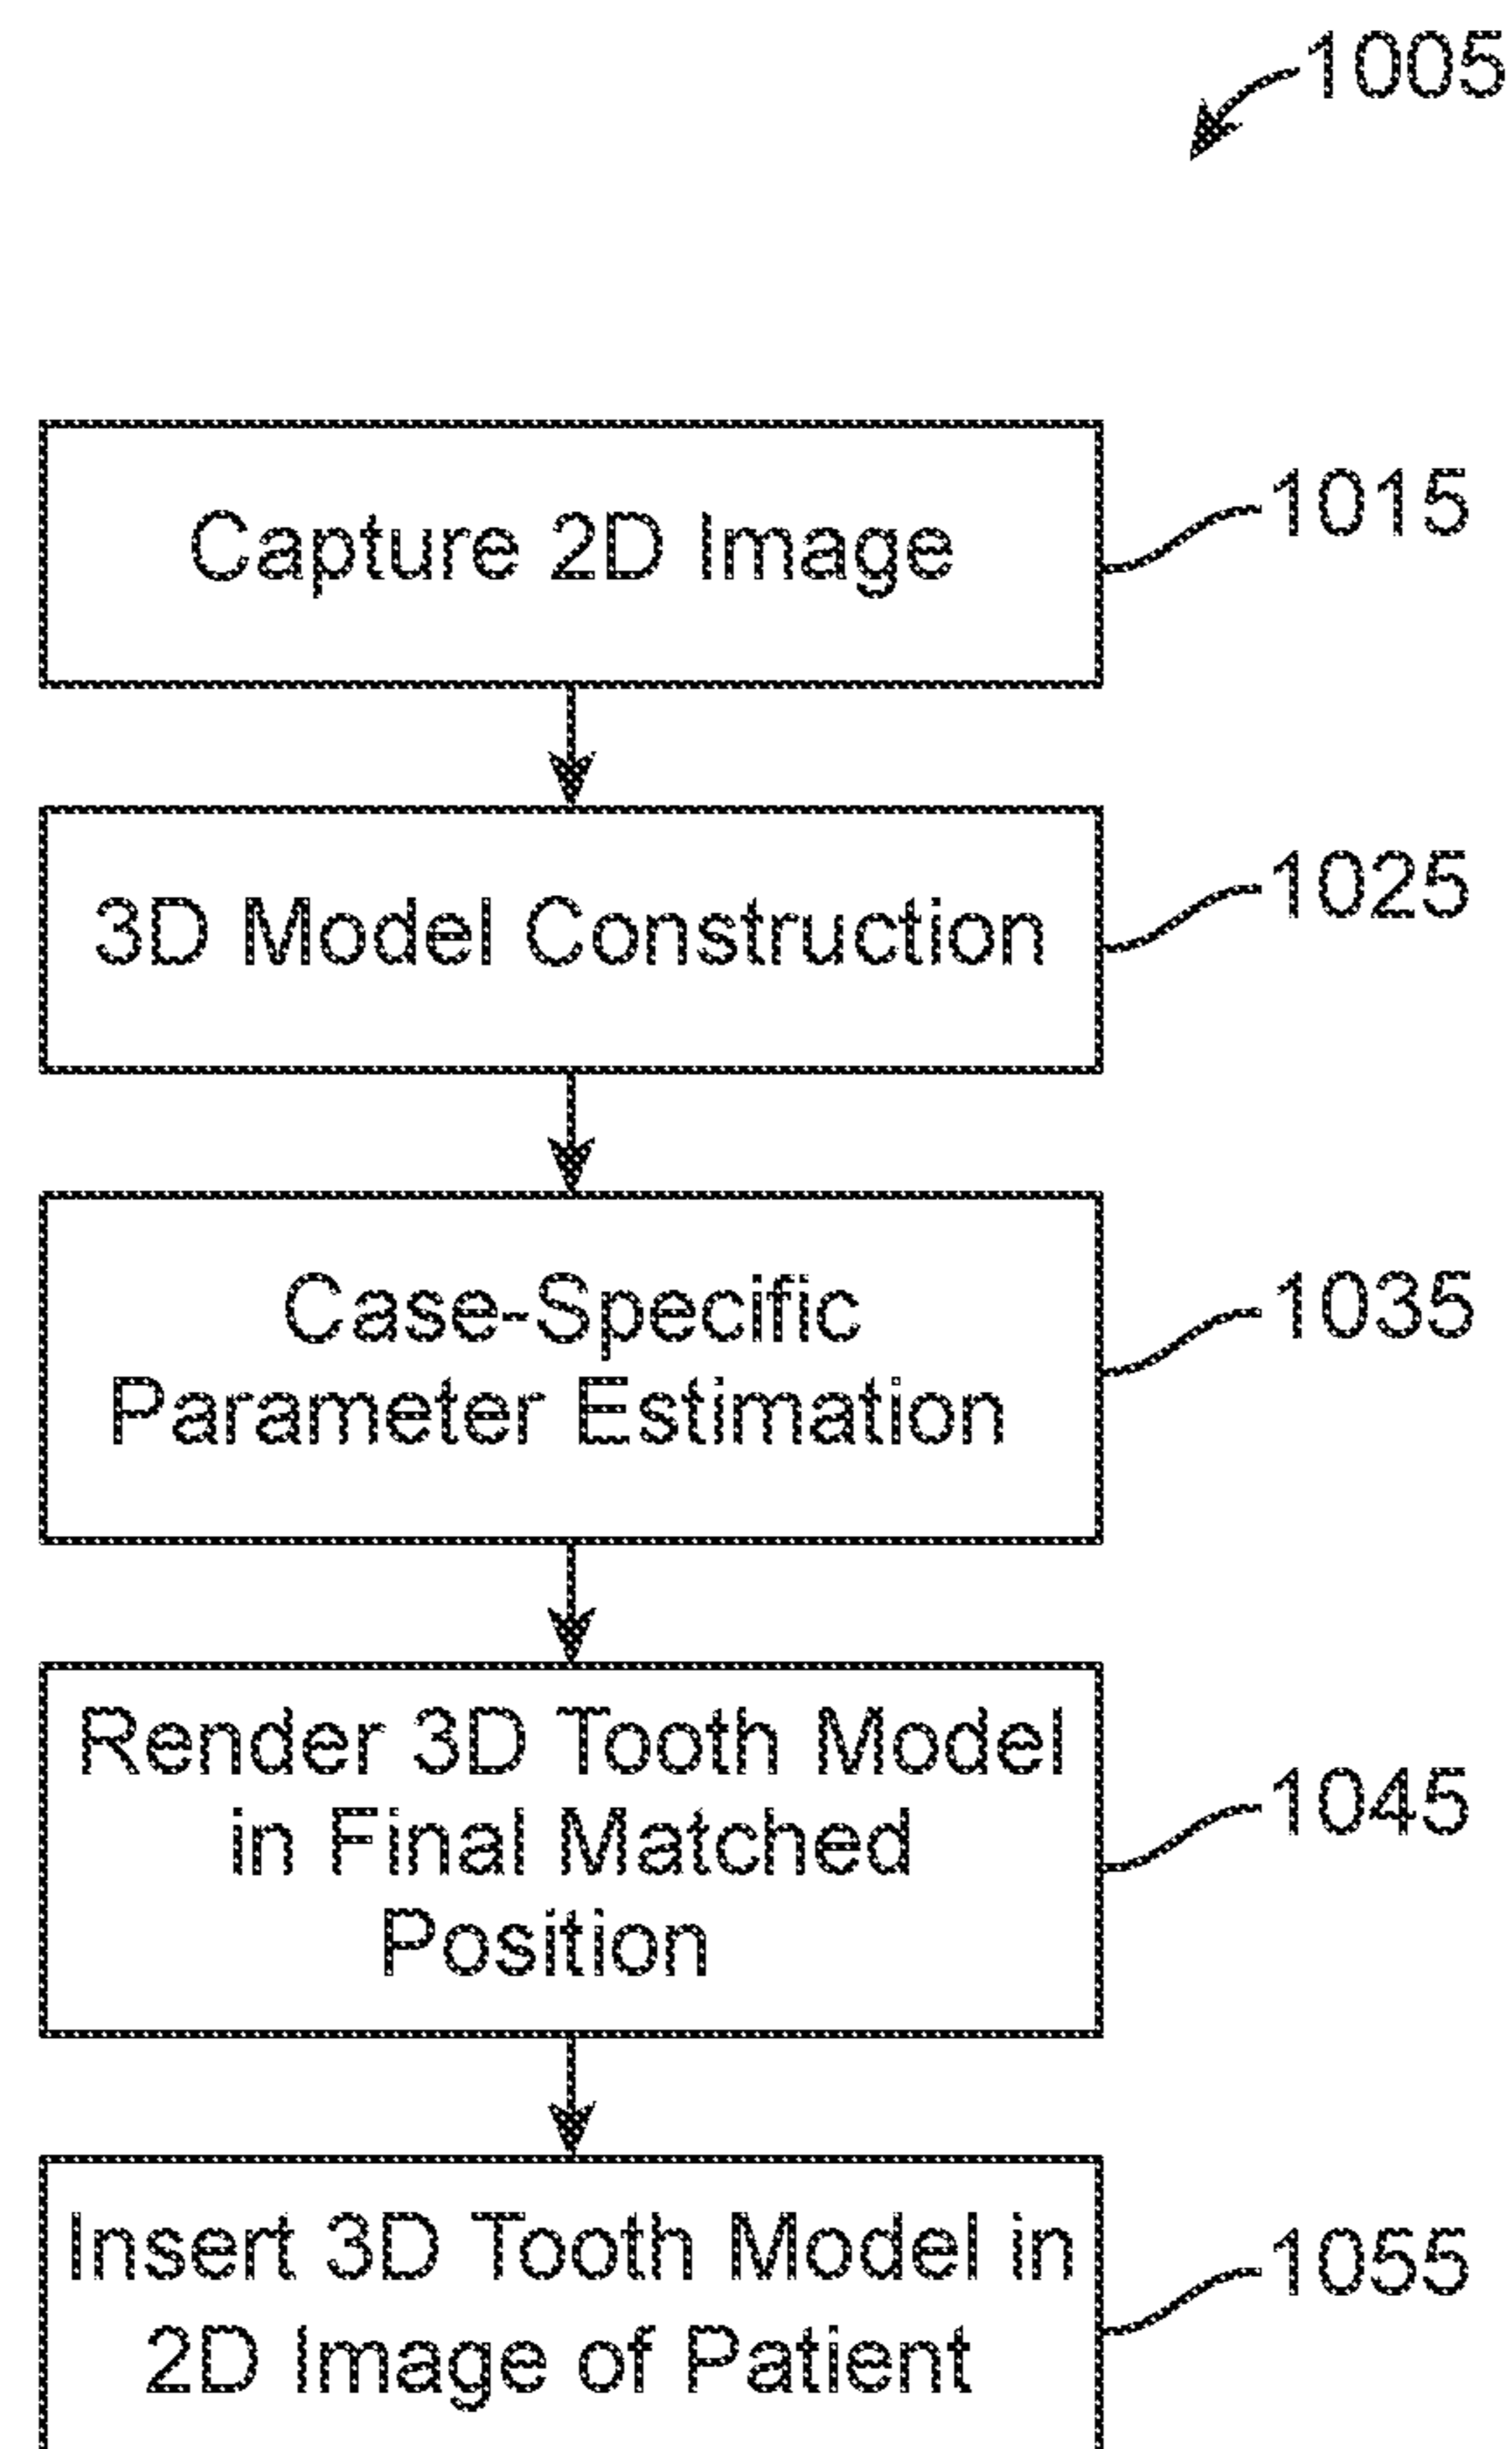 1005
Capture 2D Image
1015
3D Model Construction
1025
Case-Specific
Parameter Estimation
1035
Render 3D Tooth Model
in Final Matched
Position
1045
Insert 3D Tooth Model in
2D Image of Patient
1055